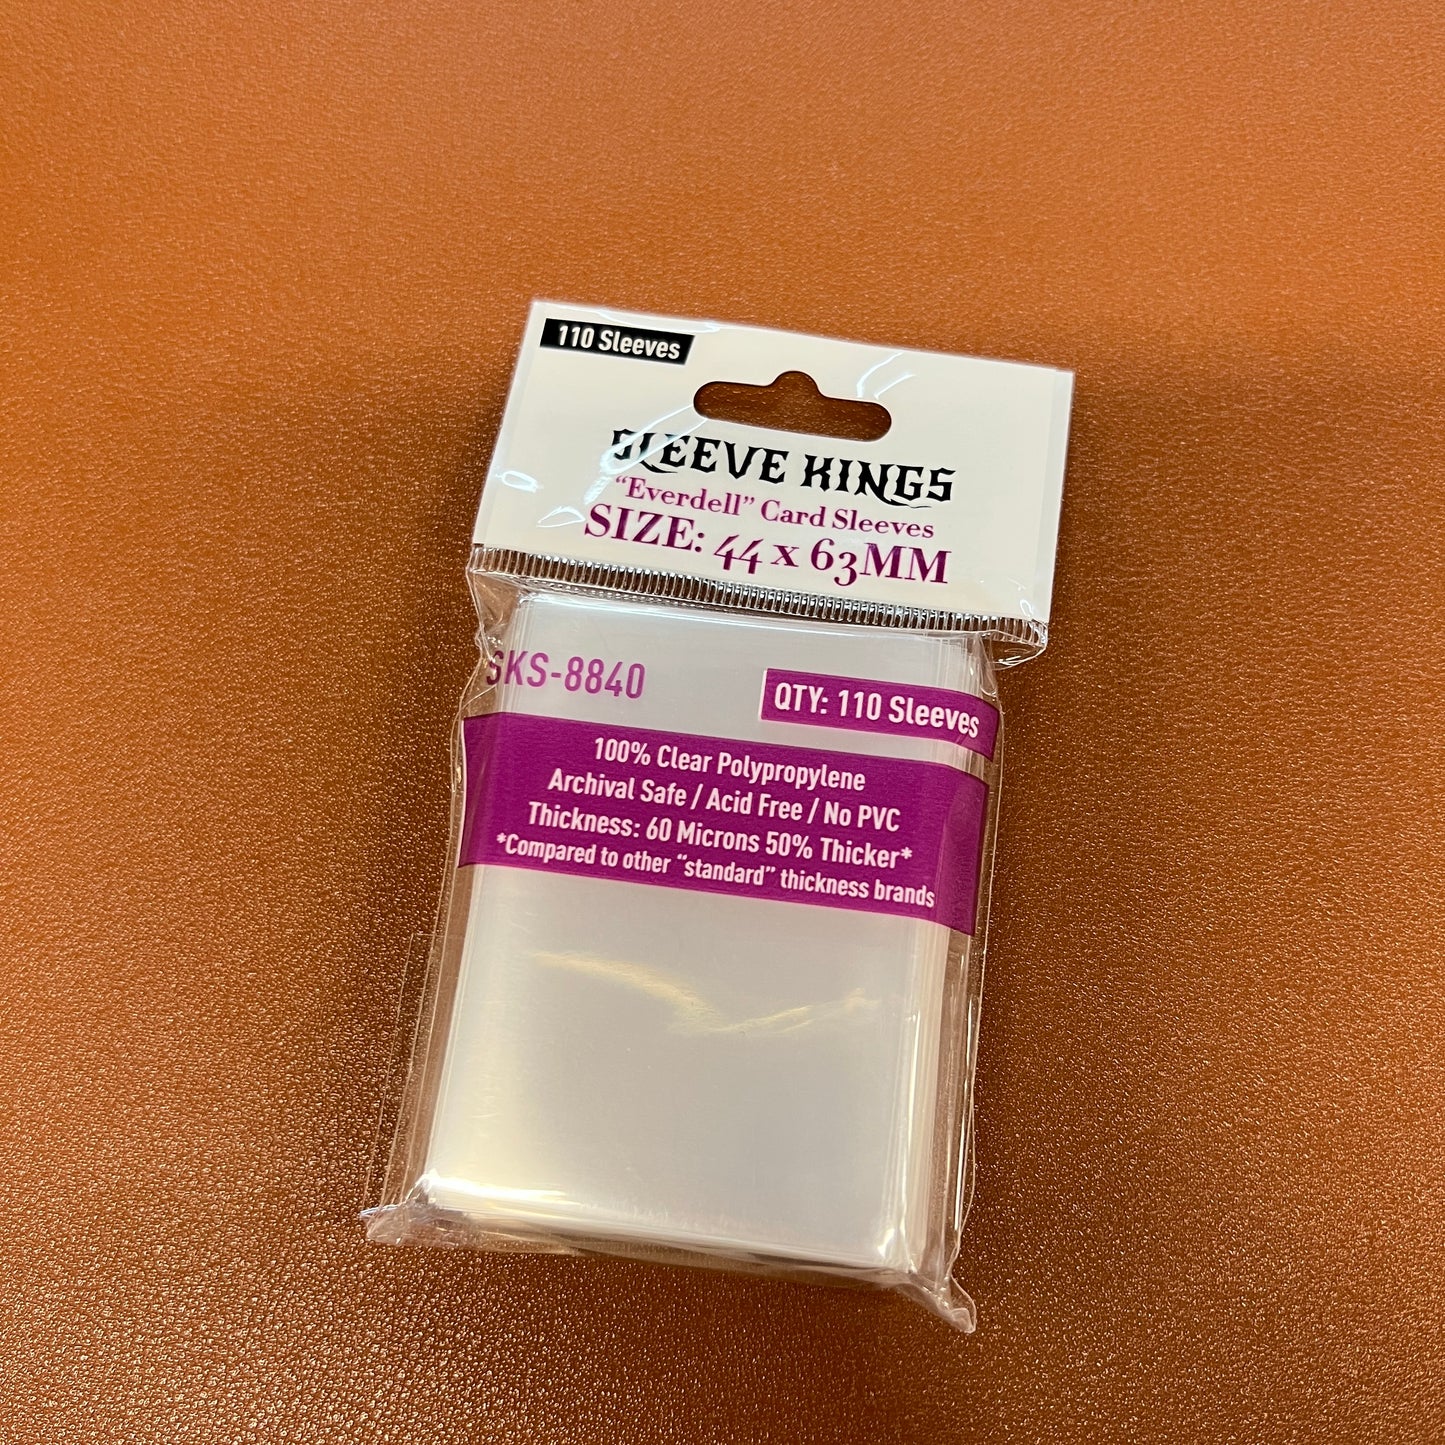 110 Sleeves
SLEEVE KINGS
“Everdell” Card Sleeves
SIZE: 44 x 63MM
SKS-8840
QTY: 110 Sleeves
100% Clear Polypropylene
Archival Safe / Acid Free / No PVC
Thickness: 60 Microns 50% Thicker*
*Compared to other “standard” thickness brands